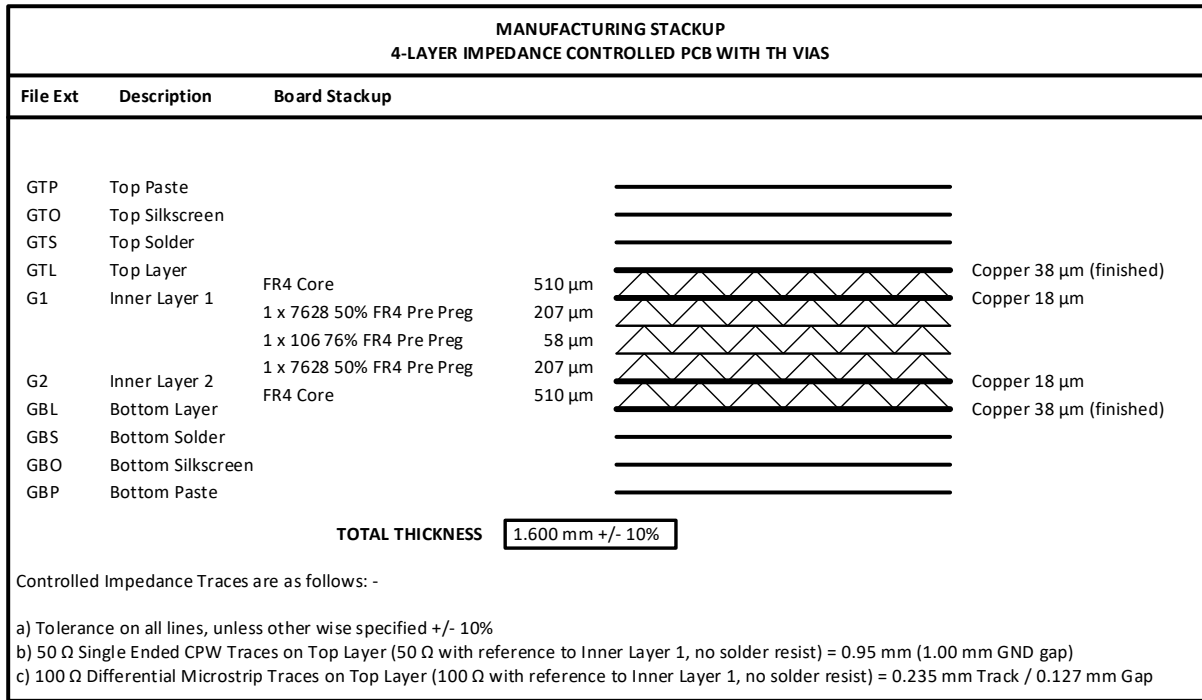 MANUFACTURING STACKUP
4-LAYER IMPEDANCE CONTROLLED PCB WITH TH VIAS
File Ext Description Board Stackup
GTP Top Paste
GTO Top Silkscreen
GTS Top Solder
GTL Top Layer Copper 38 µm (finished)
FR4 Core 510 µm
G1 Inner Layer 1 Copper 18 µm
1 x 7628 50% FR4 Pre Preg 207 µm
1 x 106 76% FR4 Pre Preg 58 µm
1 x 7628 50% FR4 Pre Preg 207 µm
G2 Inner Layer 2 Copper 18 µm
FR4 Core 510 µm
GBL Bottom Layer Copper 38 µm (finished)
GBS Bottom Solder
GBO Bottom Silkscreen
GBP Bottom Paste
TOTAL THICKNESS 1.600 mm +/- 10%
Controlled Impedance Traces are as follows: -
a) Tolerance on all lines, unless other wise specified +/- 10%
b) 50 Ω Single Ended CPW Traces on Top Layer (50 Ω with reference to Inner Layer 1, no solder resist) = 0.95 mm (1.00 mm GND gap)
c) 100 Ω Differential Microstrip Traces on Top Layer (100 Ω with reference to Inner Layer 1, no solder resist) = 0.235 mm Track / 0.127 mm Gap